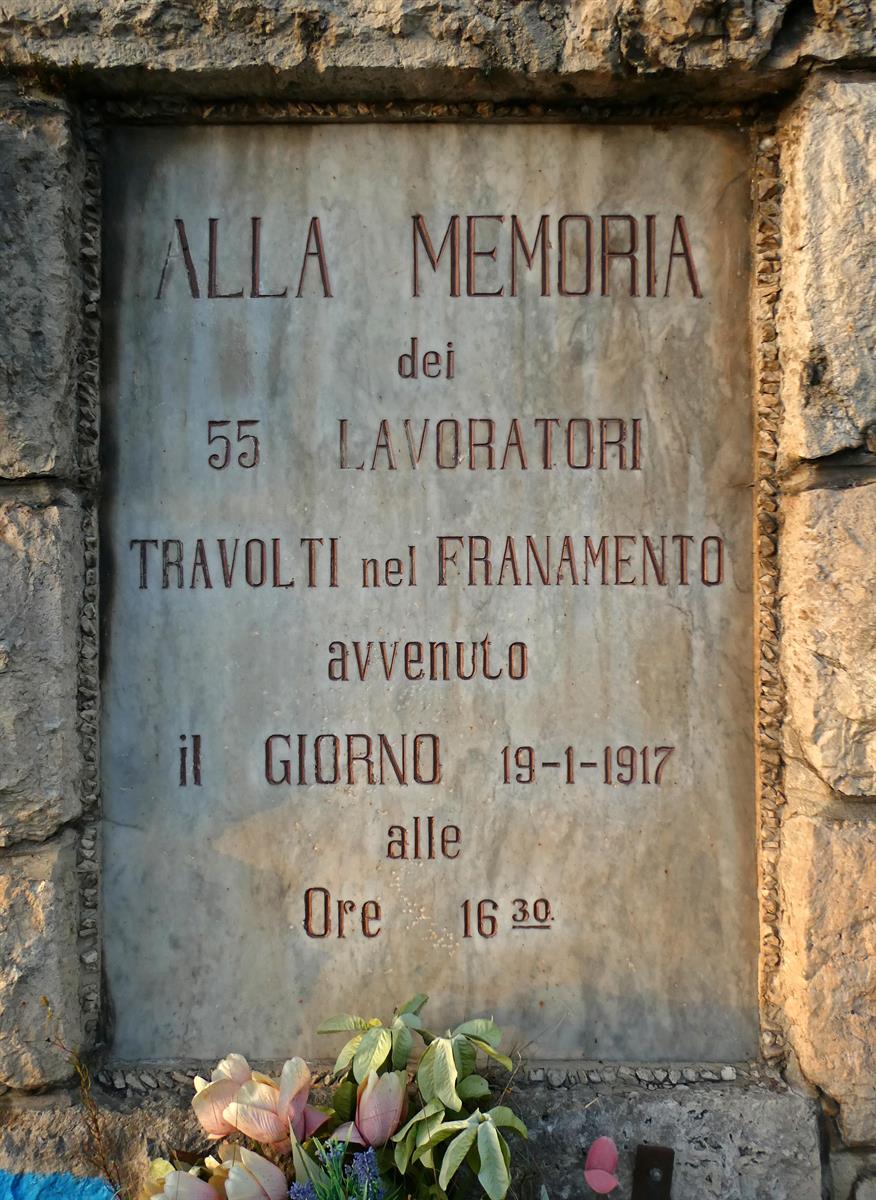 ALLA MEMORIA
dei
55 LAVORATORI
TRAVOLTI nel FRANAMENTO
avvenuto
il GIORNO 19-1-1917
alle
Ore 16 30.